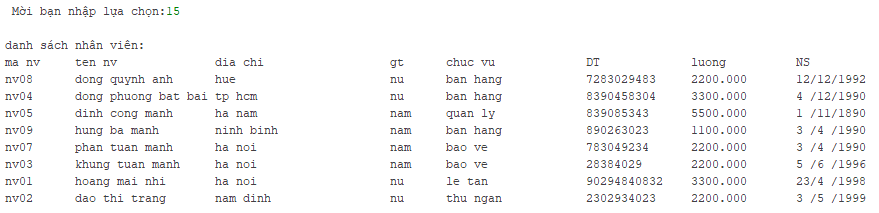 Mời bạn nhập lựa chọn:15
danh sách nhân viên:
ma nv ten nv dia chi gt chuc vu DT luong NS
nv08 dong quynh anh hue nu ban hang 7283029483 2200.000 12/12/1992
nv04 dong phuong bat bai tp hcm nu ban hang 8390458304 3300.000 4 /12/1990
nv05 dinh cong manh ha nam nam quan ly 839085343 5500.000 1 /11/1890
nv09 hung ba manh ninh binh nam ban hang 890263023 1100.000 3 /4 /1990
nv07 phan tuan manh ha noi nam bao ve 783049234 2200.000 3 /4 /1990
nv03 khung tuan manh ha noi nam bao ve 28384029 2200.000 5 /6 /1996
nv01 hoang mai nhi ha noi nu le tan 90294840832 3300.000 23/4 /1998
nv02 dao thi trang nam dinh nu thu ngan 2302934023 2200.000 3 /5 /1999